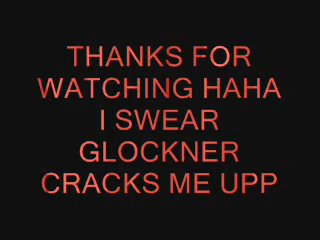 THANKS FOR
WATCHING HAHA
I SWEAR
GLOCKNER
CRACKS ME UPP